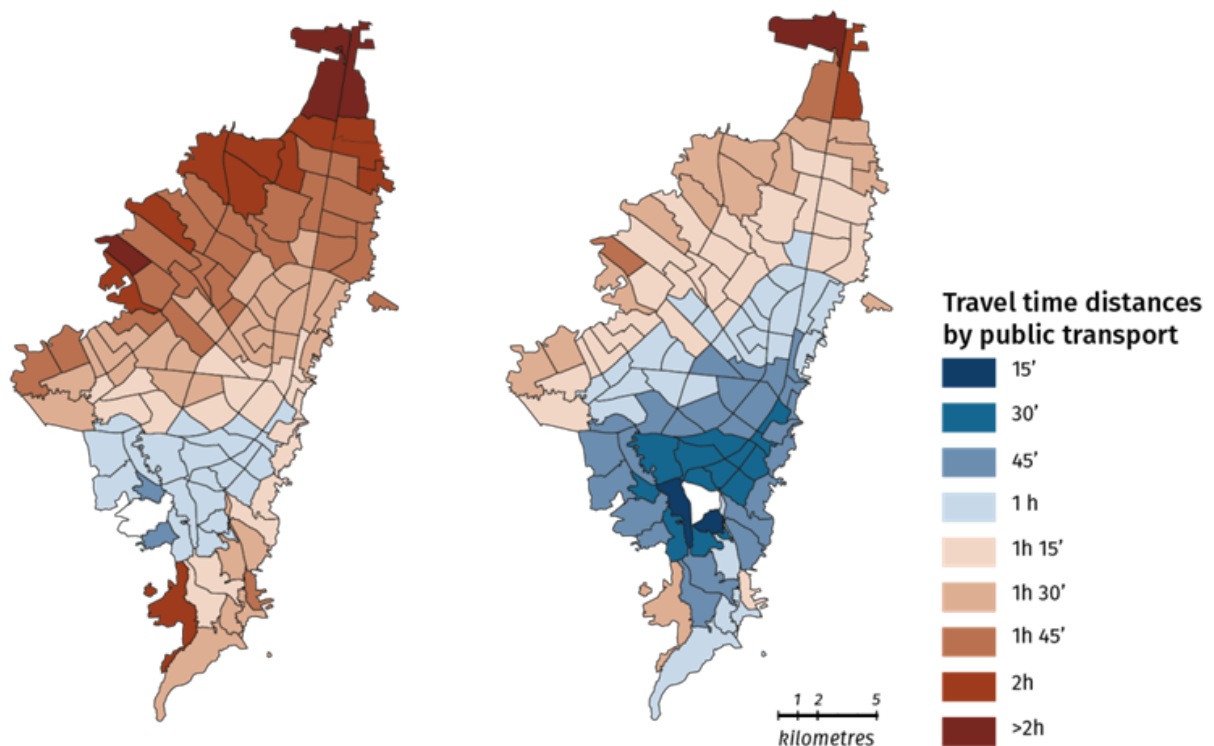 Travel time distances
by public transport
15’
30’
45’
1 h
1h 15’
1h 30’
1h 45’
2h
>2h
1 2 5
kilometres